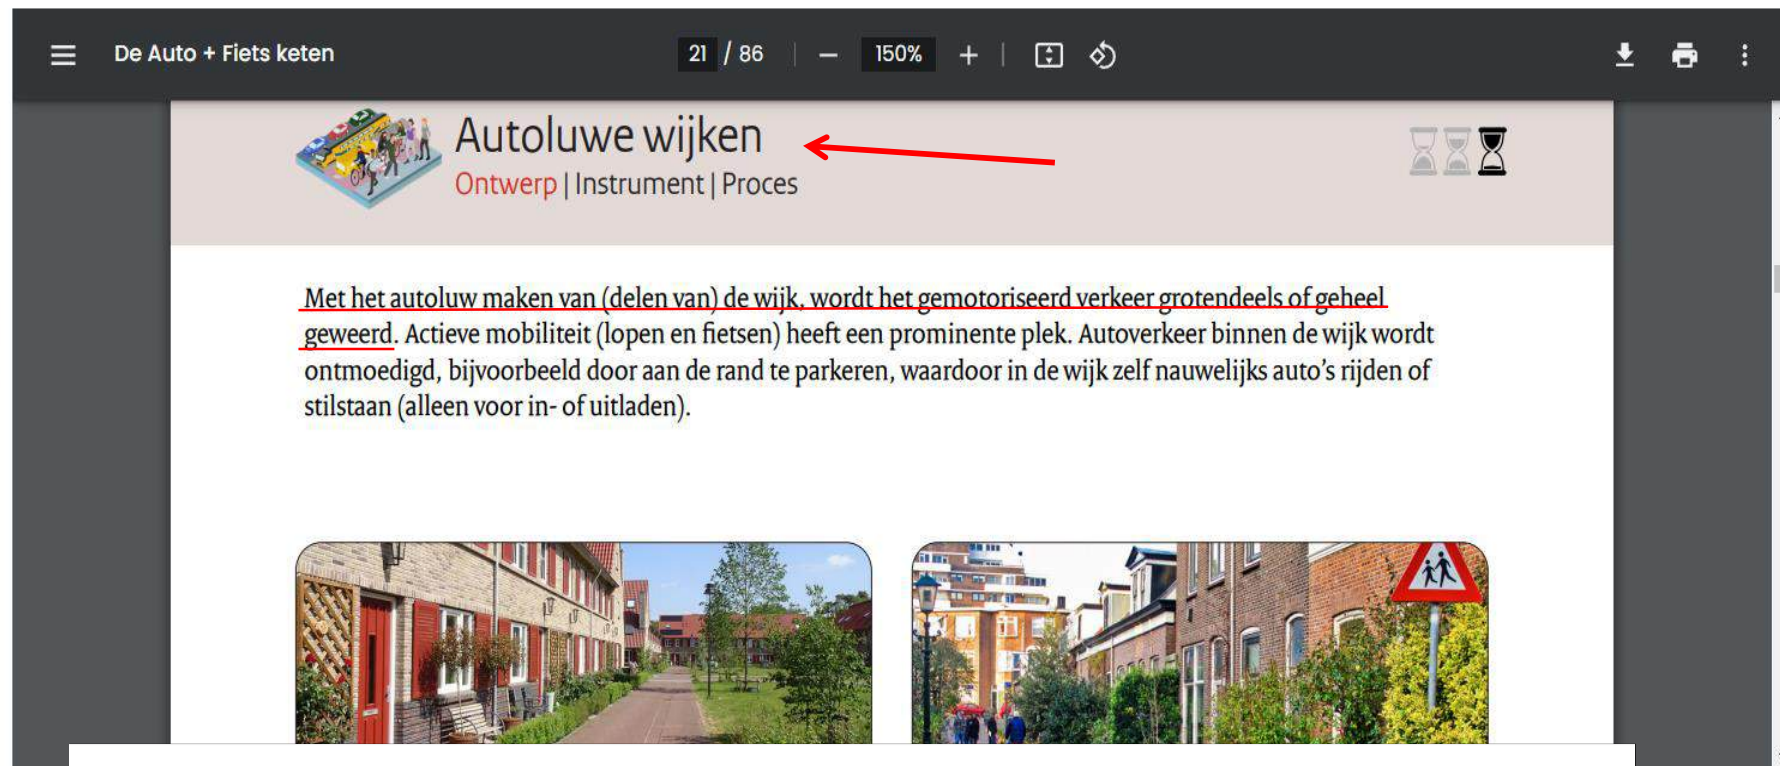 De Auto + Fiets keten
21 / 86
150%
Autoluwe wijken
Ontwerp | Instrument | Proces
Met het autoluw maken van (delen van) de wijk, wordt het gemotoriseerd verkeer grotendeels of geheel
geweerd. Actieve mobiliteit (lopen en fietsen) heeft een prominente plek. Autoverkeer binnen de wijk wordt
ontmoedigd, bijvoorbeeld door aan de rand te parkeren, waardoor in de wijk zelf nauwelijks auto’s rijden of
stilstaan (alleen voor in- of uitladen).